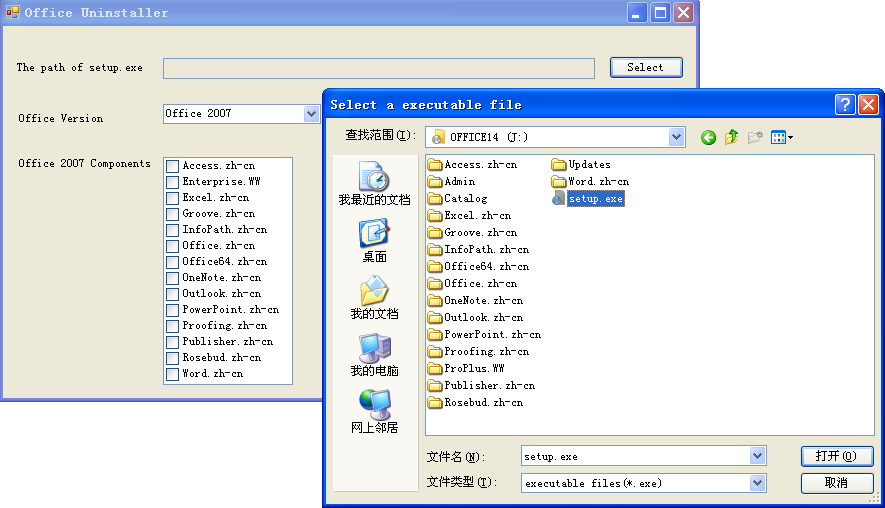 Office Uninstaller
The path of setup.exe
Select
Office Version
Office 2007
Office 2007 Components
Access.zh-cn
Enterprise.WW
Excel.zh-cn
Groove.zh-cn
InfoPath.zh-cn
Office.zh-cn
Office64.zh-cn
OneNote.zh-cn
Outlook.zh-cn
PowerPoint.zh-cn
Proofing.zh-cn
Publisher.zh-cn
Rosebud.zh-cn
Word.zh-cn
Select a executable file
查找范围(I):
OFFICE14 (J:)
我最近的文档
桌面
我的文档
我的电脑
网上邻居
Access.zh-cn
Admin
Catalog
Excel.zh-cn
Groove.zh-cn
InfoPath.zh-cn
Office64.zh-cn
Office.zh-cn
OneNote.zh-cn
Outlook.zh-cn
PowerPoint.zh-cn
Proofing.zh-cn
ProPlus.WW
Publisher.zh-cn
Rosebud.zh-cn
Updates
Word.zh-cn
setup.exe
文件名(N):
setup.exe
打开(O)
文件类型(T):
executable files(*.exe)
取消